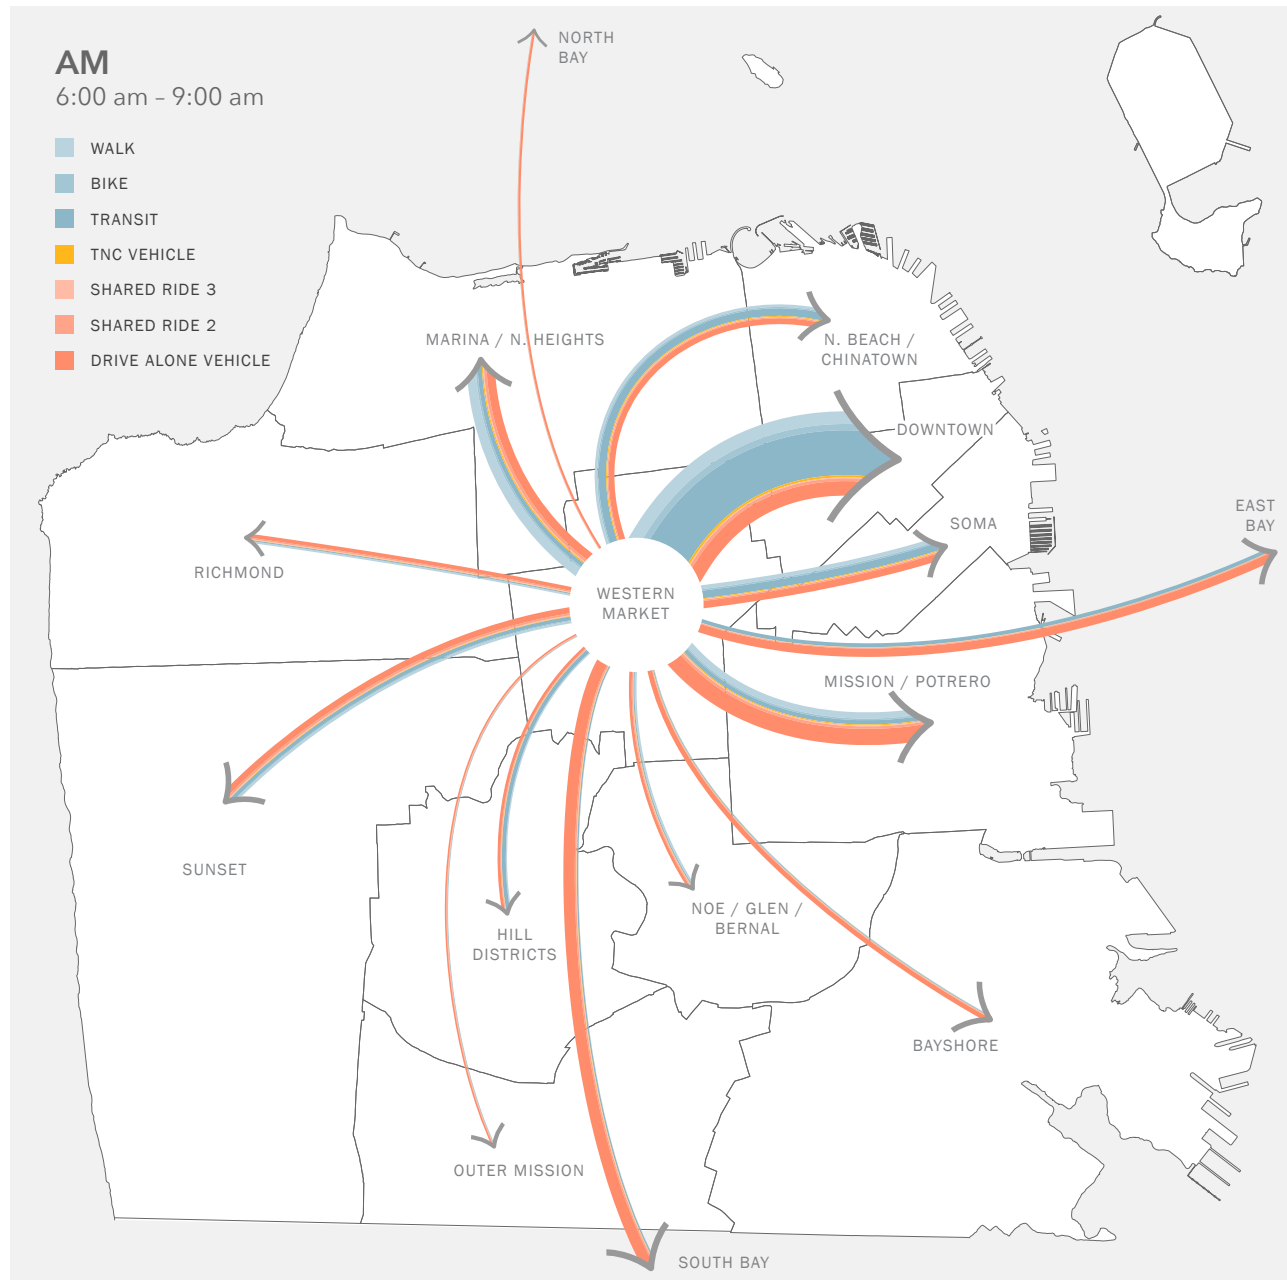 AM
6:00 am – 9:00 am
WALK
BIKE
TRANSIT
TNC VEHICLE
SHARED RIDE 3
SHARED RIDE 2
DRIVE ALONE VEHICLE
NORTH
BAY
MARINA / N. HEIGHTS
N. BEACH /
CHINATOWN
DOWNTOWN
SOMA
EAST
BAY
RICHMOND
WESTERN
MARKET
MISSION / POTRERO
SUNSET
NOE / GLEN /
BERNAL
HILL
DISTRICTS
BAYSHORE
OUTER MISSION
SOUTH BAY